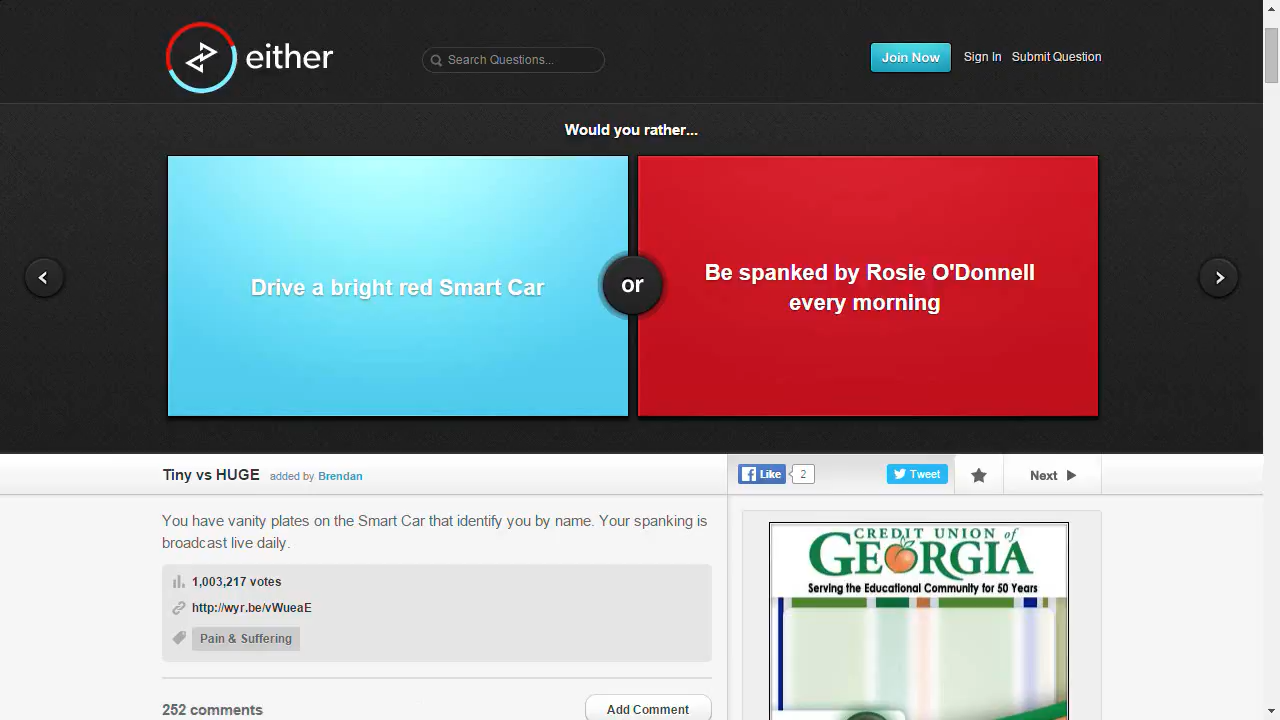 either
Search Questions...
Join Now
Sign In
Submit Question
Would you rather...
Drive a bright red Smart Car
or
Be spanked by Rosie O'Donnell
every morning
Tiny vs HUGE added by Brendan
Like
2
Tweet
Next
You have vanity plates on the Smart Car that identify you by name. Your spanking is
broadcast live daily.
1,003,217 votes
http://wyr.be/vWueaE
Pain & Suffering
252 comments
Add Comment
CREDIT UNION of
GEORGIA
Serving the Educational Community for 50 Years